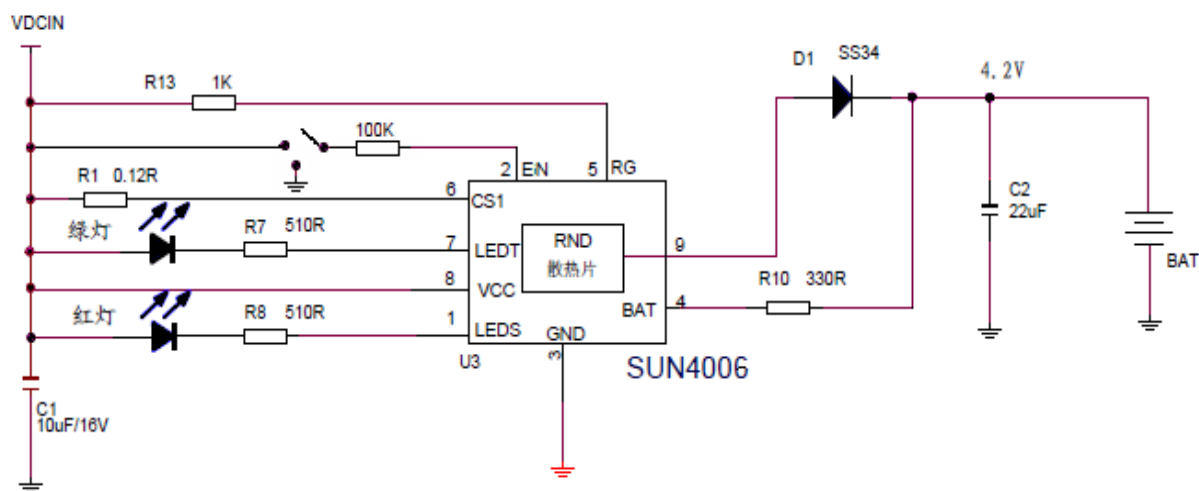 VDCIN
R13 1K
D1 SS34
4.2V
100K
2 EN
5 RG
R1 0.12R
6
CS1
绿灯
R7 510R
7
LEDT
RND
散热片
9
C2
22uF
8
VCC
R10 330R
BAT
红灯
R8 510R
1
LEDS
BAT
4
GND
3
U3
SUN4006
C1
10uF/16V